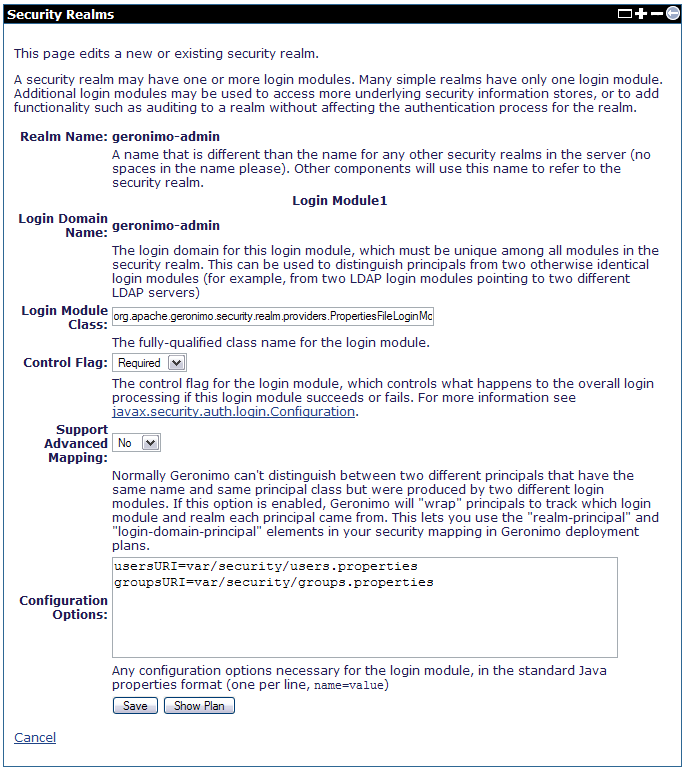 Security Realms
This page edits a new or existing security realm.
A security realm may have one or more login modules. Many simple realms have only one login module.
Additional login modules may be used to access more underlying security information stores, or to add
functionality such as auditing to a realm without affecting the authentication process for the realm.
Realm Name: geronimo-admin
A name that is different than the name for any other security realms in the server (no
spaces in the name please). Other components will use this name to refer to the
security realm.
Login Module1
Login Domain
Name: geronimo-admin
The login domain for this login module, which must be unique among all modules in the
security realm. This can be used to distinguish principals from two otherwise identical
login modules (for example, from two LDAP login modules pointing to two different
LDAP servers)
Login Module
Class: org.apache.geronimo.security.realm.providers.PropertiesFileLoginMo
The fully-qualified class name for the login module.
Control Flag: Required
The control flag for the login module, which controls what happens to the overall login
processing if this login module succeeds or fails. For more information see
javax.security.auth.login.Configuration.
Support
Advanced
Mapping: No
Normally Geronimo can't distinguish between two different principals that have the
same name and same principal class but were produced by two different login
modules. If this option is enabled, Geronimo will "wrap" principals to track which
login module and realm each principal came from. This lets you use the "realm-principal" and
"login-domain-principal" elements in your security mapping in Geronimo deployment
plans.
usersURI=var/security/users.properties
groupsURI=var/security/groups.properties
Configuration
Options:
Any configuration options necessary for the login module, in the standard Java
properties format (one per line, name=value)
Save Show Plan
Cancel